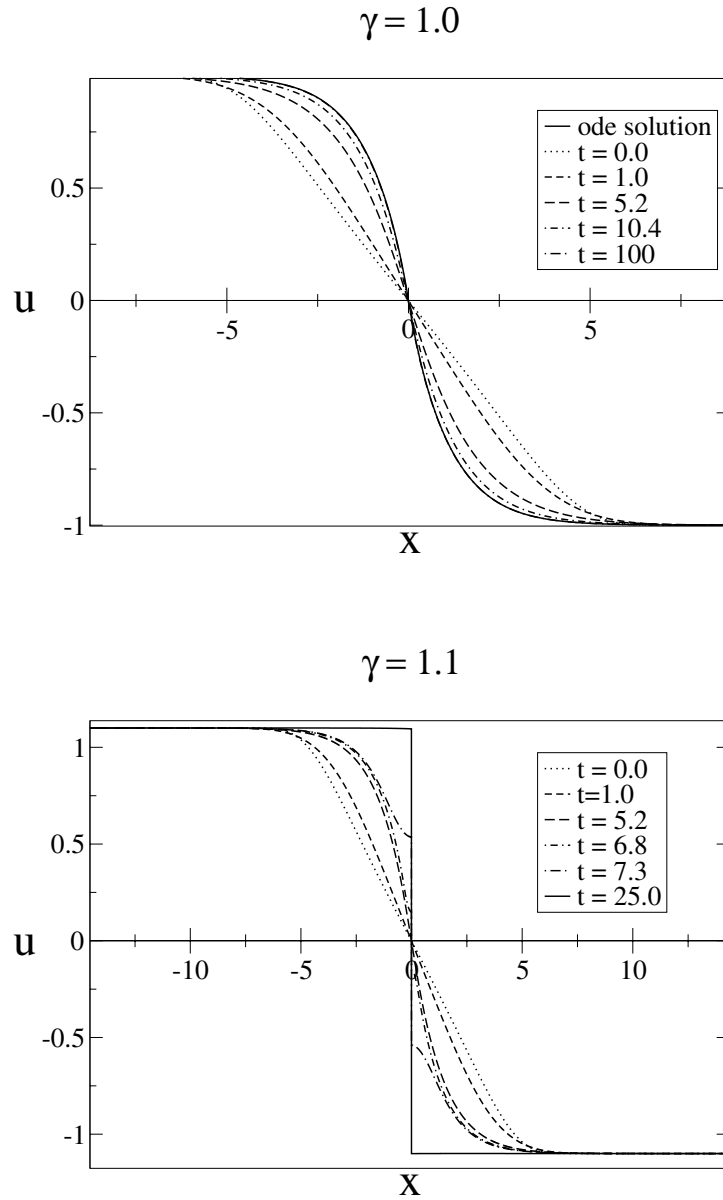 γ = 1.0
ode solution
t = 0.0
t = 1.0
t = 5.2
t = 10.4
t = 100
0.5
u
0
-5
0
5
-0.5
-1
x
γ = 1.1
t = 0.0
t=1.0
t = 5.2
t = 6.8
t = 7.3
t = 25.0
1
0.5
u
0
-10
-5
0
5
10
-0.5
-1
x